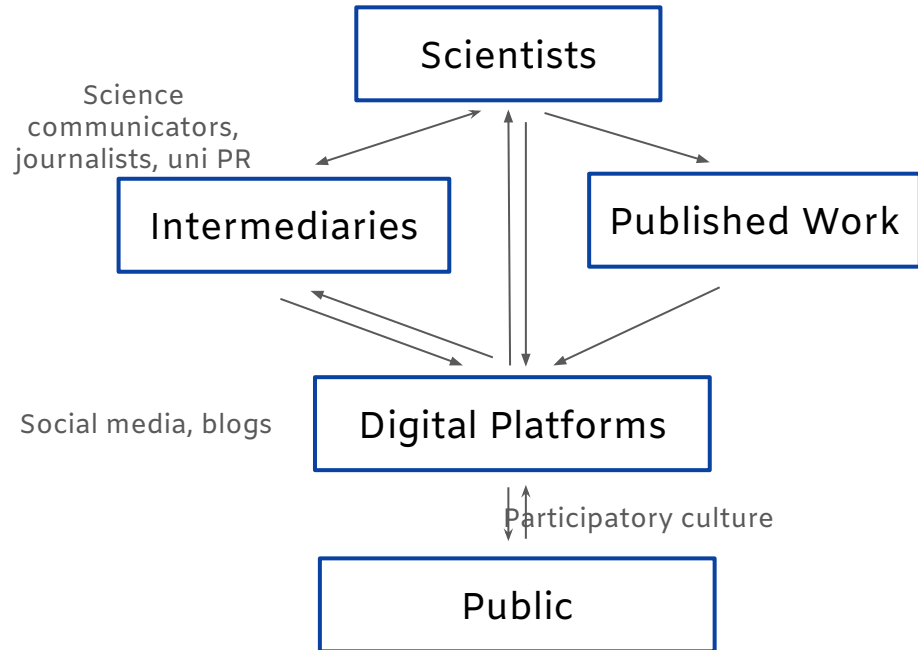 Scientists
Science
communicators,
journalists, uni PR
Intermediaries
Published Work
Social media, blogs
Digital Platforms
Participatory culture
Public